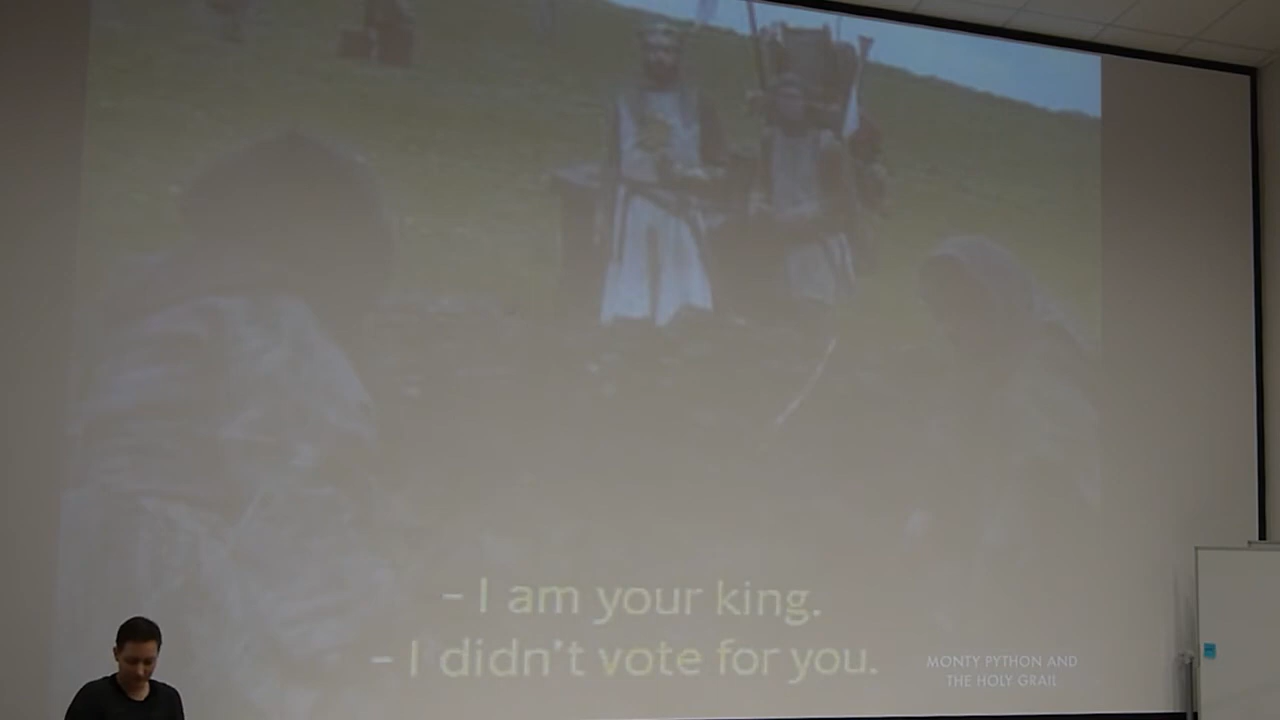 – I am your king.
– I didn't vote for you.
MONTY PYTHON AND
THE HOLY GRAIL